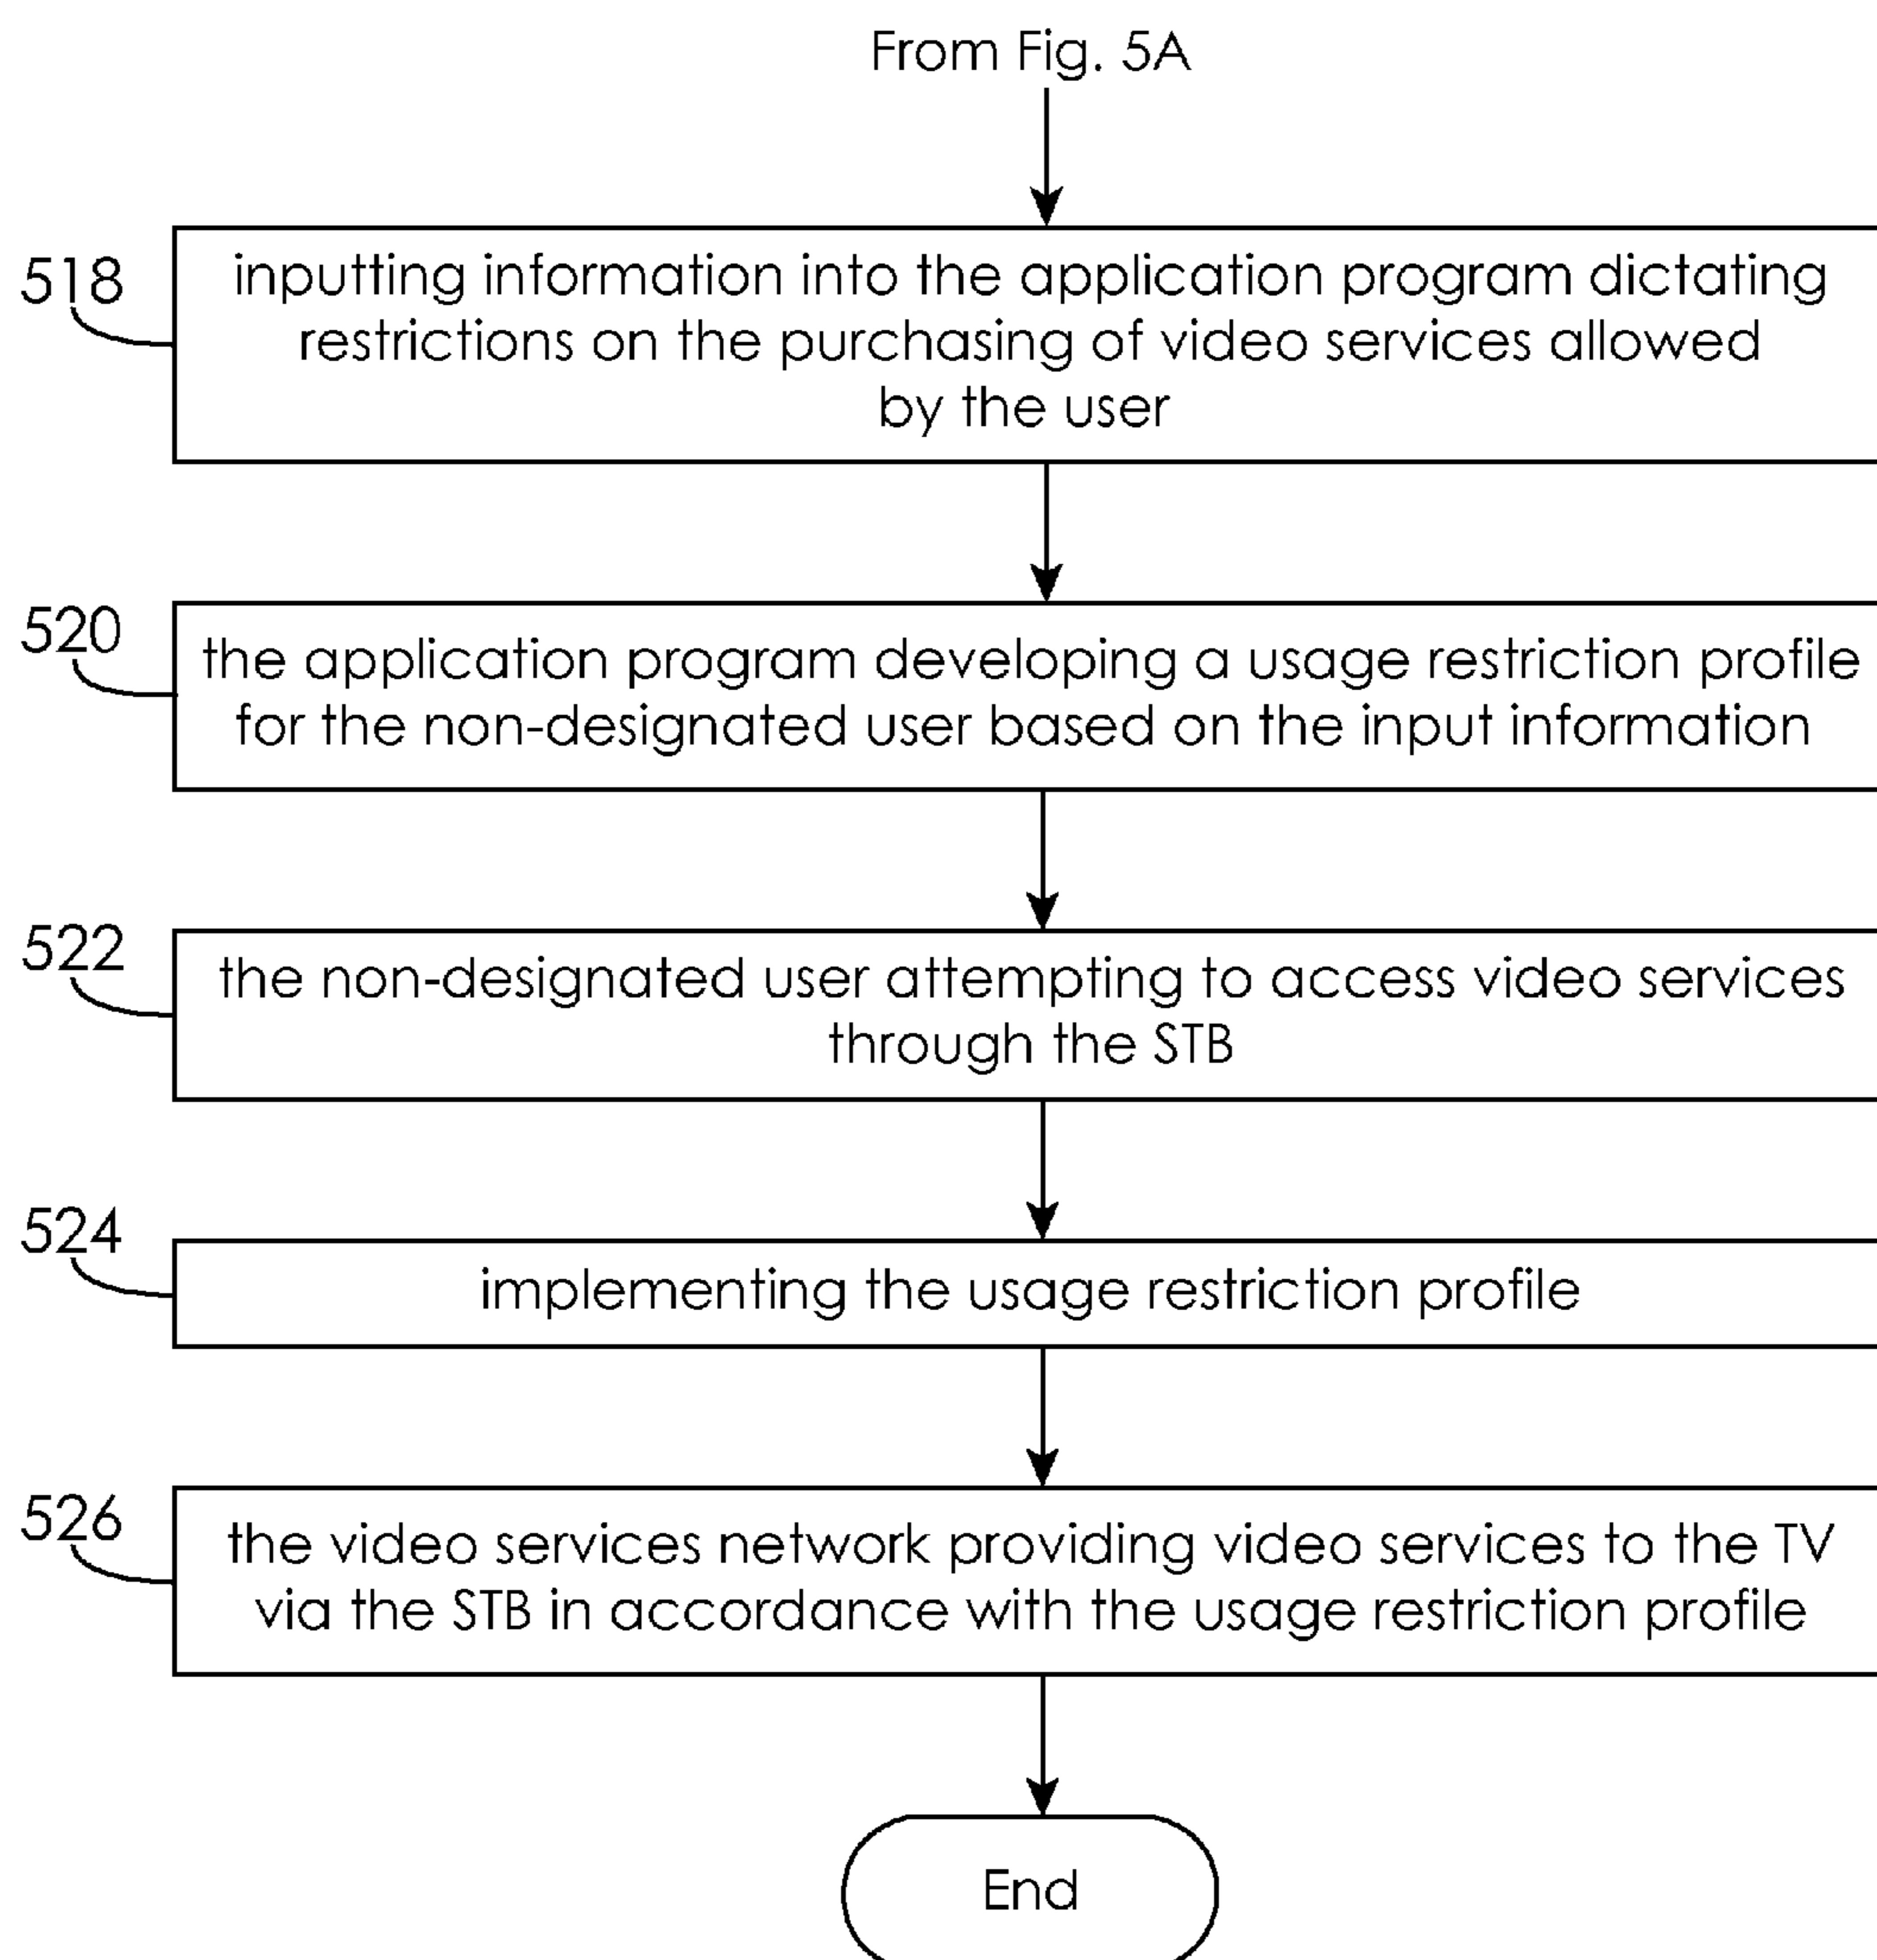 From Fig. 5A
518
inputting information into the application program dictating
restrictions on the purchasing of video services allowed
by the user
520
the application program developing a usage restriction profile
for the non-designated user based on the input information
522
the non-designated user attempting to access video services
through the STB
524
implementing the usage restriction profile
526
the video services network providing video services to the TV
via the STB in accordance with the usage restriction profile
End